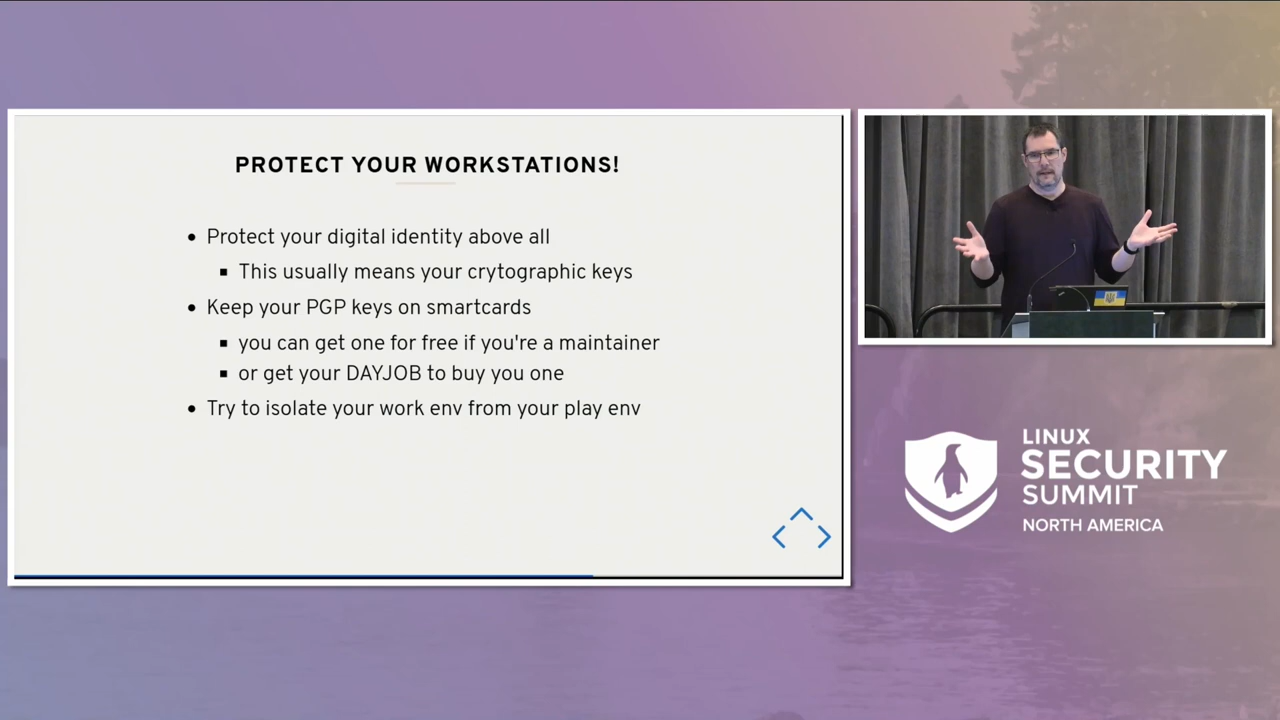 PROTECT YOUR WORKSTATIONS!
Protect your digital identity above all
This usually means your crytographic keys
Keep your PGP keys on smartcards
you can get one for free if you're a maintainer
or get your DAYJOB to buy you one
Try to isolate your work env from your play env
LINUX
SECURITY
SUMMIT
NORTH AMERICA